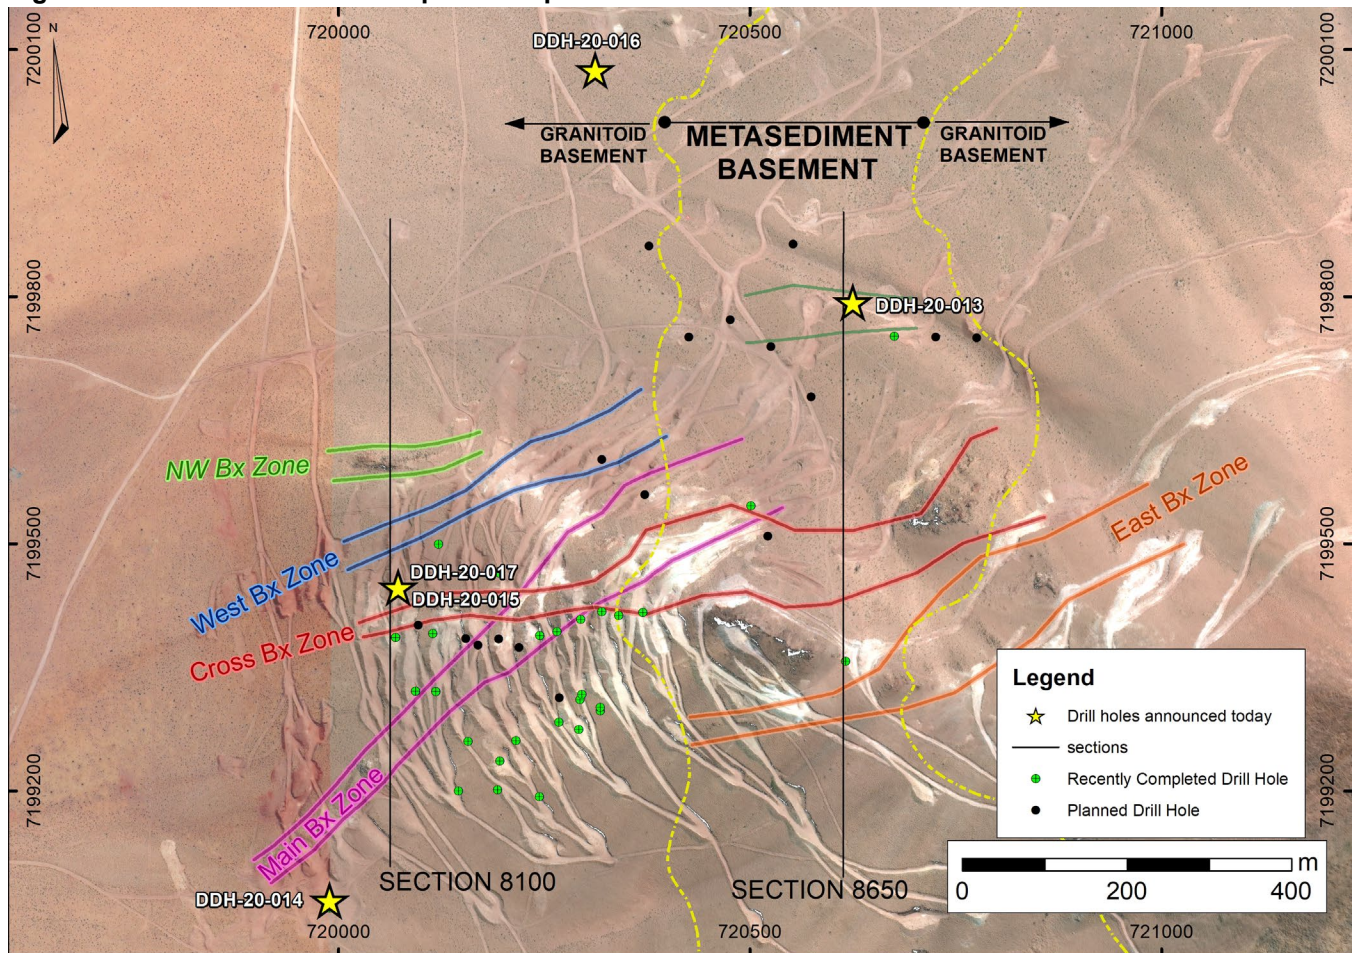 720000
720500
721000
7200100
7200100
N
DDH-20-016
GRANITOID
BASEMENT
METASEDIMENT
BASEMENT
GRANITOID
BASEMENT
7199800
7199800
DDH-20-013
NW Bx Zone
East Bx Zone
7199500
7199500
West Bx Zone
DDH-20-017
DDH-20-015
Cross Bx Zone
Legend
Drill holes announced today
sections
Recently Completed Drill Hole
Planned Drill Hole
7199200
7199200
Main Bx Zone
SECTION 8100
SECTION 8650
m
0
200
400
DDH-20-014
720000
720500
721000